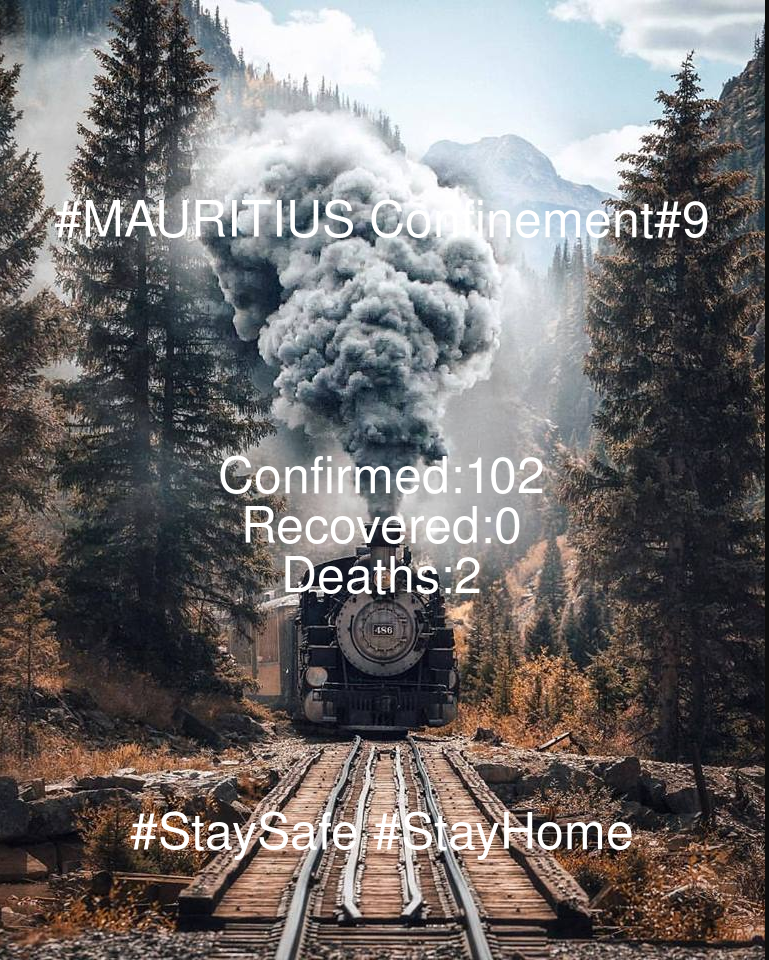 #MAURITIUS Confinement#9
Confirmed:102
Recovered:0
Deaths:2
486
#StaySafe #StayHome